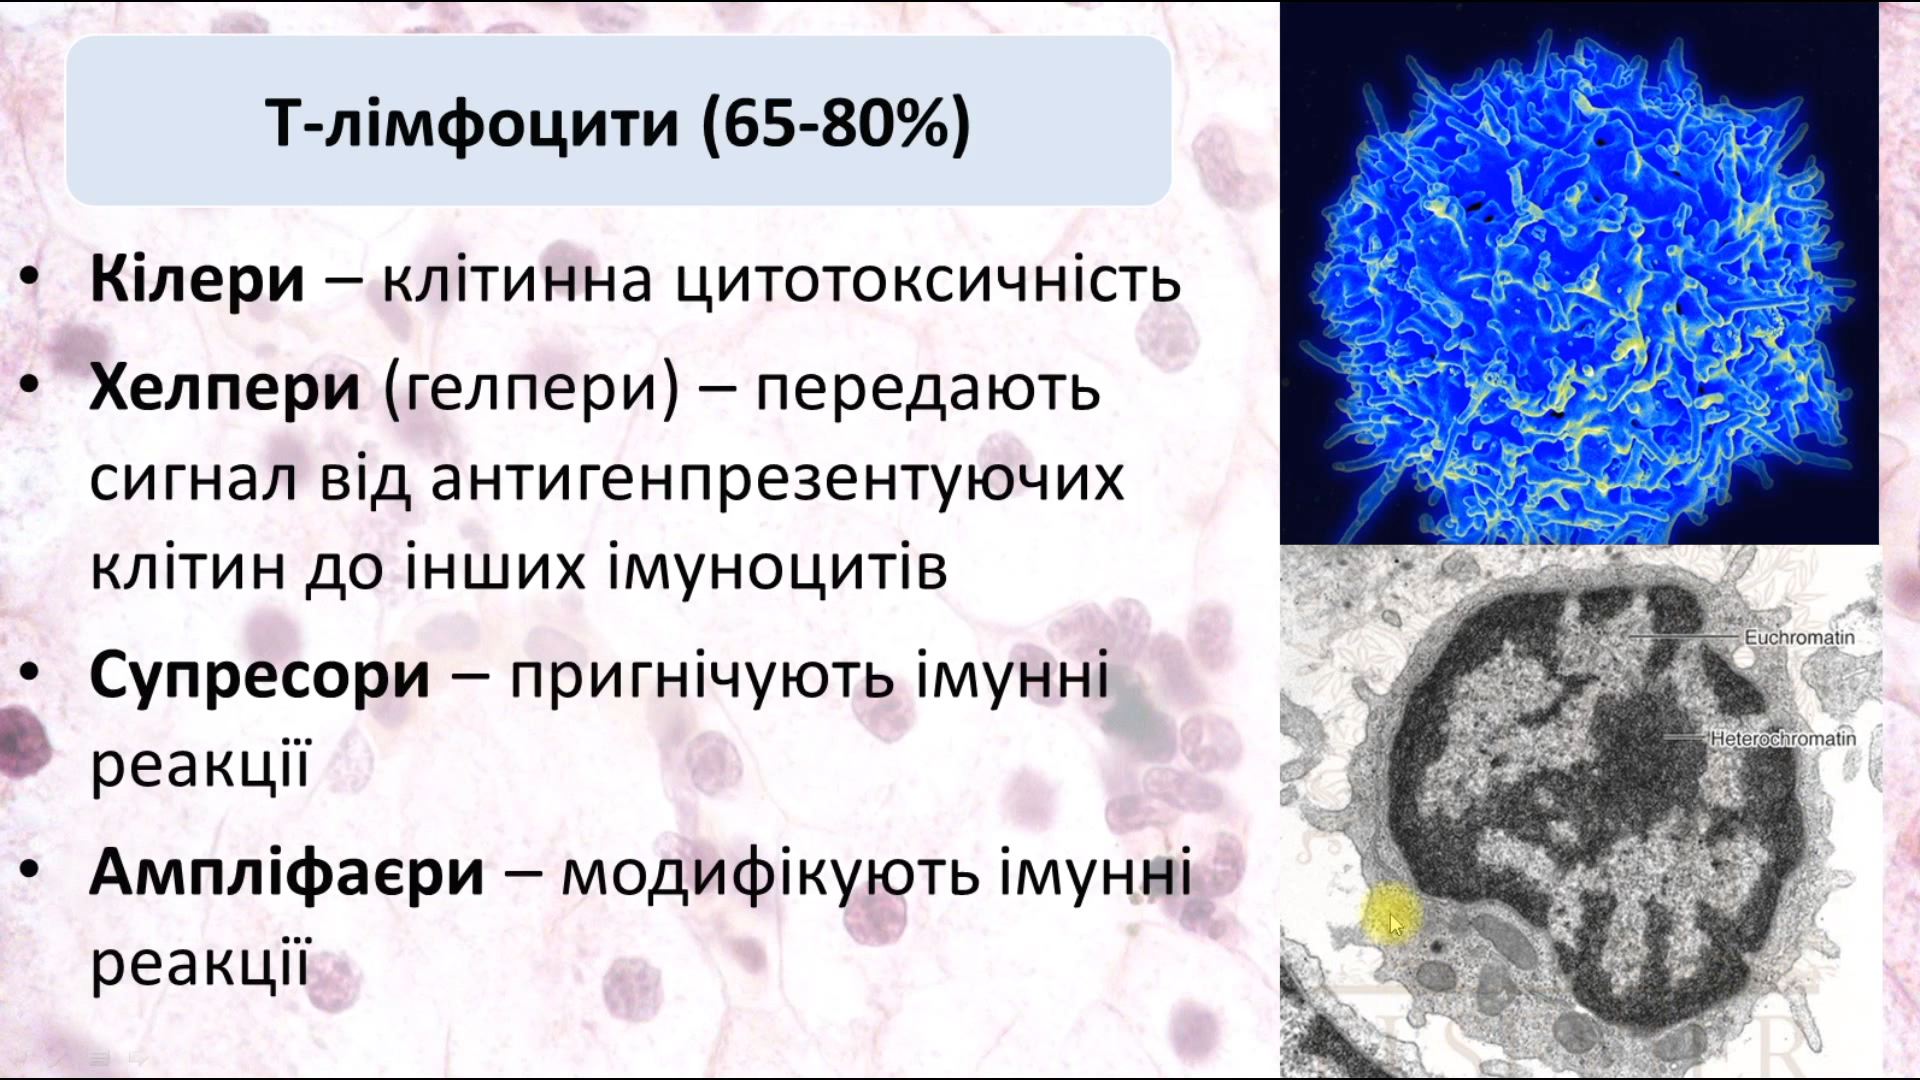 Т-лімфоцити (65-80%)
• Кілери – клітинна цитотоксичність
• Хелпери (гелпери) – передають
сигнал від антигенпрезентуючих
клітин до інших імуноцитів
• Супресори – пригнічують імунні
реакції
• Ампліфаєри – модифікують імунні
реакції
Euchromatin
Heterochromatin